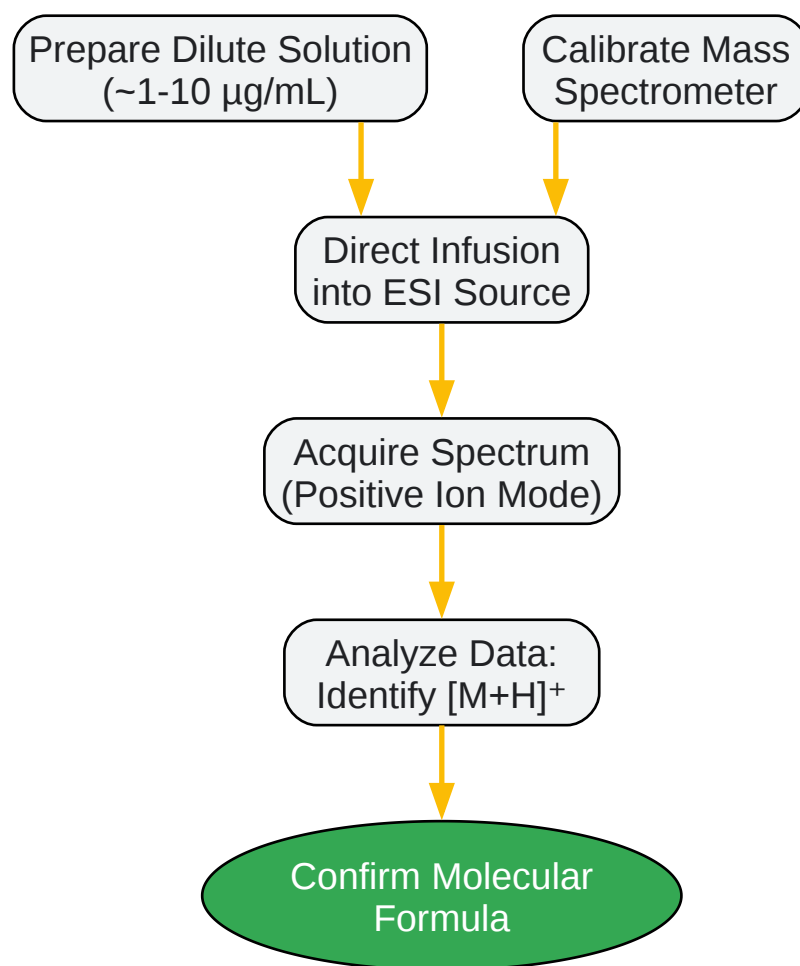 Prepare Dilute Solution
(~1-10 µg/mL)
Calibrate Mass
Spectrometer
Direct Infusion
into ESI Source
Acquire Spectrum
(Positive Ion Mode)
Analyze Data:
Identify [M+H]⁺
Confirm Molecular
Formula